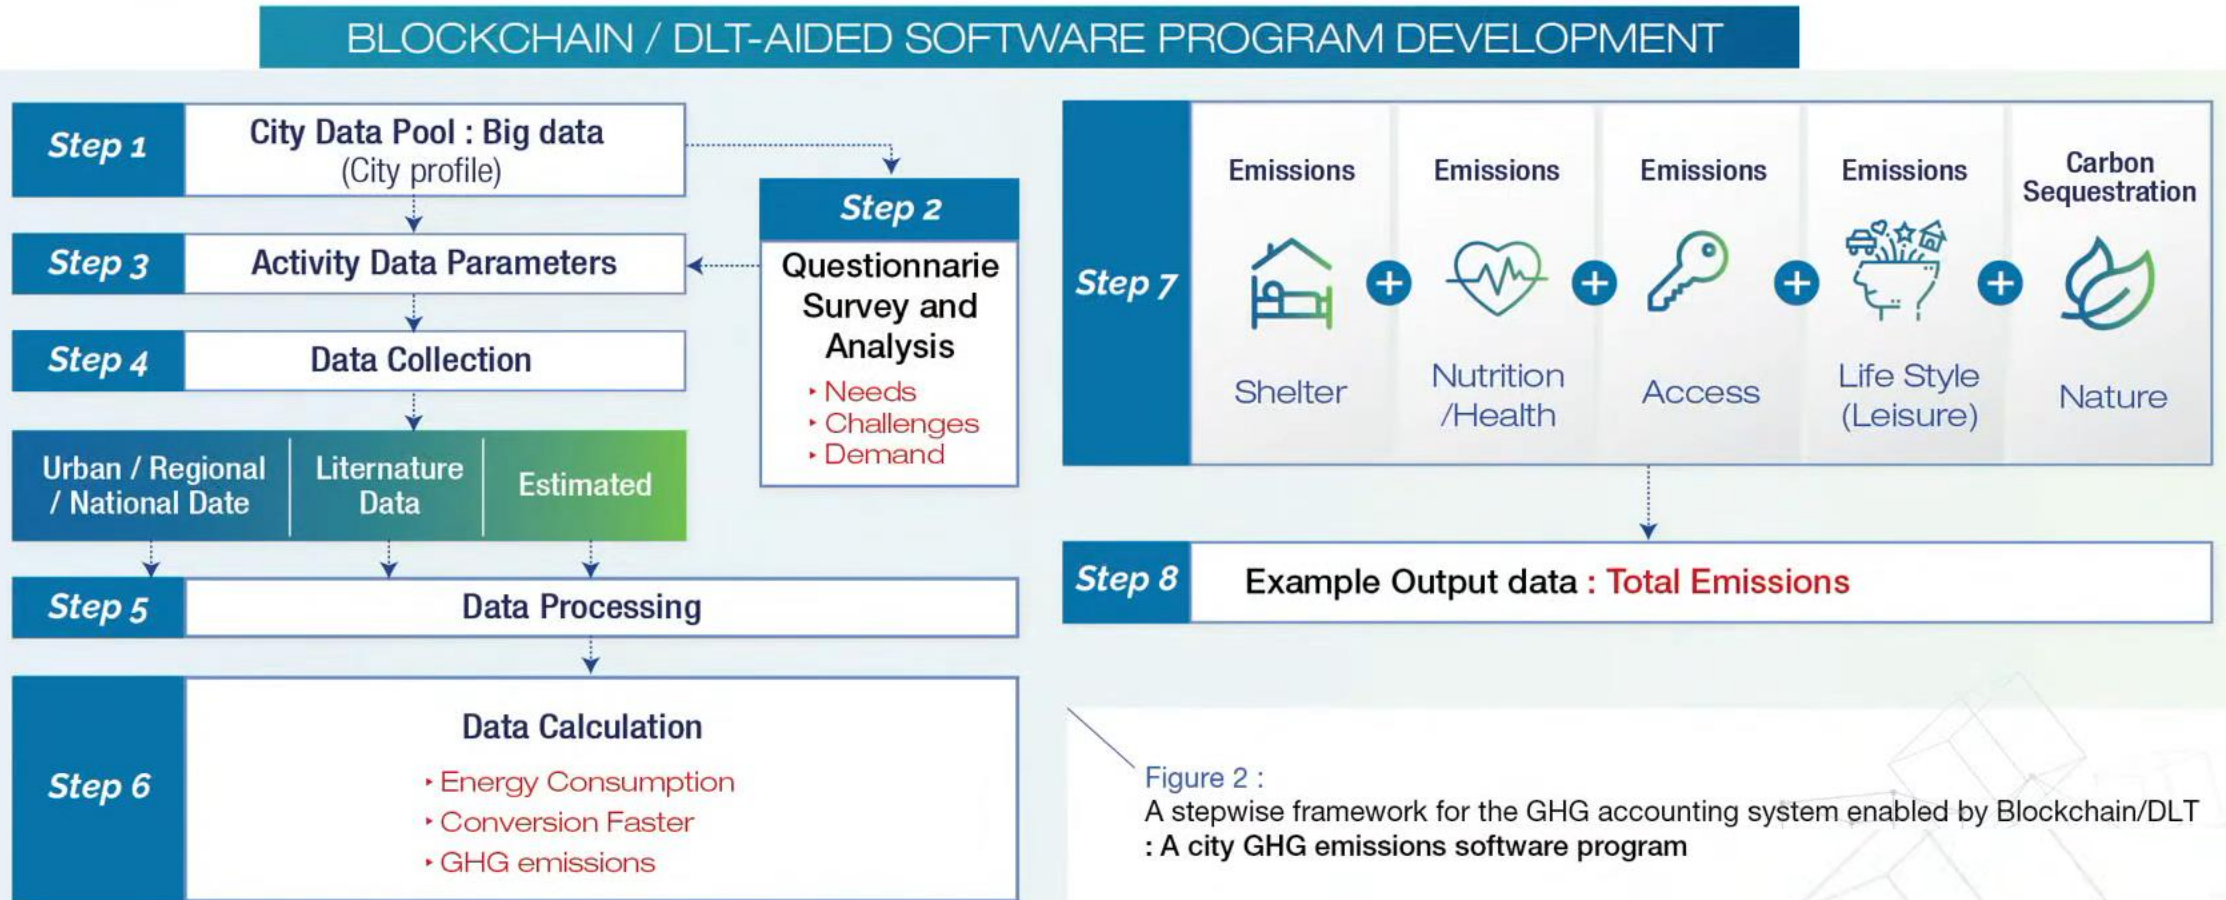 BLOCKCHAIN / DLT-AIDED SOFTWARE PROGRAM DEVELOPMENT
Step 1
City Data Pool : Big data
(City profile)
Step 2
Questionnarie
Survey and
Analysis
‣ Needs
‣ Challenges
‣ Demand
Step 3
Activity Data Parameters
Step 4
Data Collection
Urban / Regional
/ National Date
Liternature
Data
Estimated
Step 5
Data Processing
Step 6
Data Calculation
‣ Energy Consumption
‣ Conversion Faster
‣ GHG emissions
Step 7
Emissions
Shelter
+
Emissions
Nutrition
/Health
+
Emissions
Access
+
Emissions
Life Style
(Leisure)
+
Carbon
Sequestration
Nature
Step 8
Example Output data : Total Emissions
Figure 2 :
A stepwise framework for the GHG accounting system enabled by Blockchain/DLT
: A city GHG emissions software program